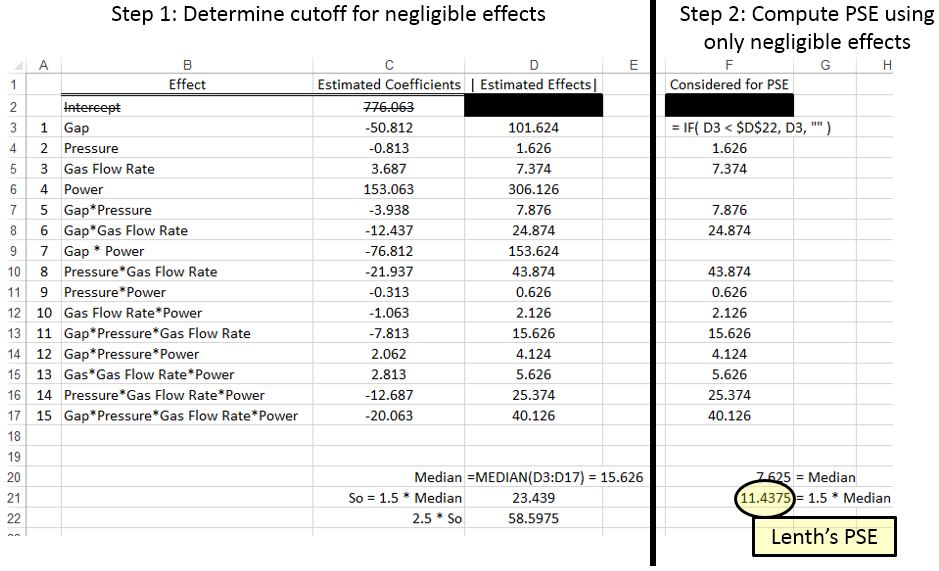 Step 1: Determine cutoff for negligible effects
Step 2: Compute PSE using
only negligible effects
A B C D E F G H
1 Effect Estimated Coefficients | Estimated Effects| Considered for PSE
2 Intercept 776.063
3 1 Gap -50.812 101.624 = IF( D3 < $D$22, D3, "" )
4 2 Pressure -0.813 1.626 1.626
5 3 Gas Flow Rate 3.687 7.374 7.374
6 4 Power 153.063 306.126
7 5 Gap*Pressure -3.938 7.876 7.876
8 6 Gap*Gas Flow Rate -12.437 24.874 24.874
9 7 Gap * Power -76.812 153.624
10 8 Pressure*Gas Flow Rate -21.937 43.874 43.874
11 9 Pressure*Power -0.313 0.626 0.626
12 10 Gas Flow Rate*Power -1.063 2.126 2.126
13 11 Gap*Pressure*Gas Flow Rate -7.813 15.626 15.626
14 12 Gap*Pressure*Power 2.062 4.124 4.124
15 13 Gas*Gas Flow Rate*Power 2.813 5.626 5.626
16 14 Pressure*Gas Flow Rate*Power -12.687 25.374 25.374
17 15 Gap*Pressure*Gas Flow Rate*Power -20.063 40.126 40.126
18
19
20 Median =MEDIAN(D3:D17) = 15.626 7.625 = Median
21 So = 1.5 * Median 23.439 11.4375 = 1.5 * Median
22 2.5 * So 58.5975
Lenth's PSE